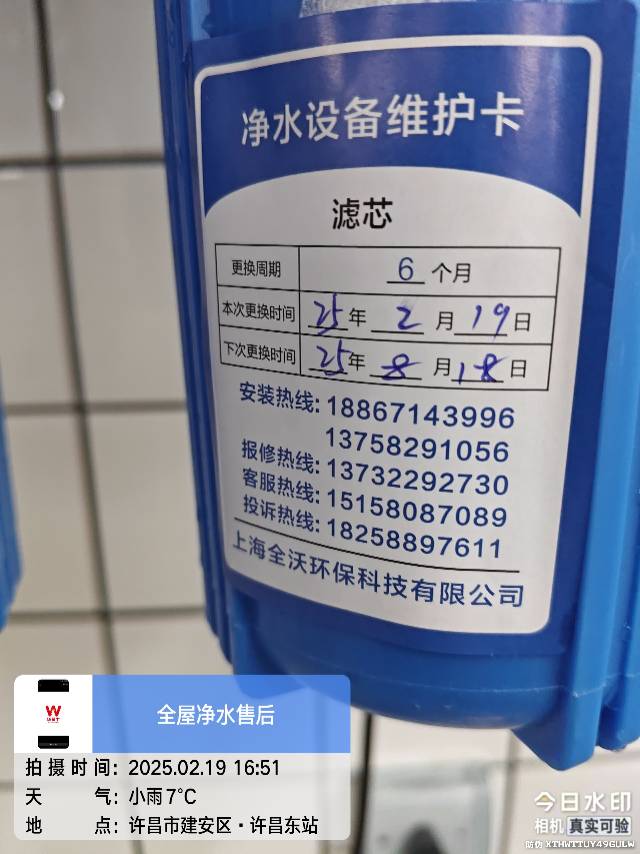 净水设备维护卡
滤芯
更换周期 6 个月
本次更换时间 25年 2 月 19 日
下次更换时间 25年 8 月 18 日
安装热线: 18867143996
13758291056
报修热线: 13732292730
客服热线: 15158087089
投诉热线: 18258897611
上海全沃环保科技有限公司
全屋净水售后
拍摄时间: 2025.02.19 16:51
天气: 小雨 7°C
地点: 许昌市建安区·许昌东站
今日水印
相机 真实可验
防伪 XTHWTTUY49GULW